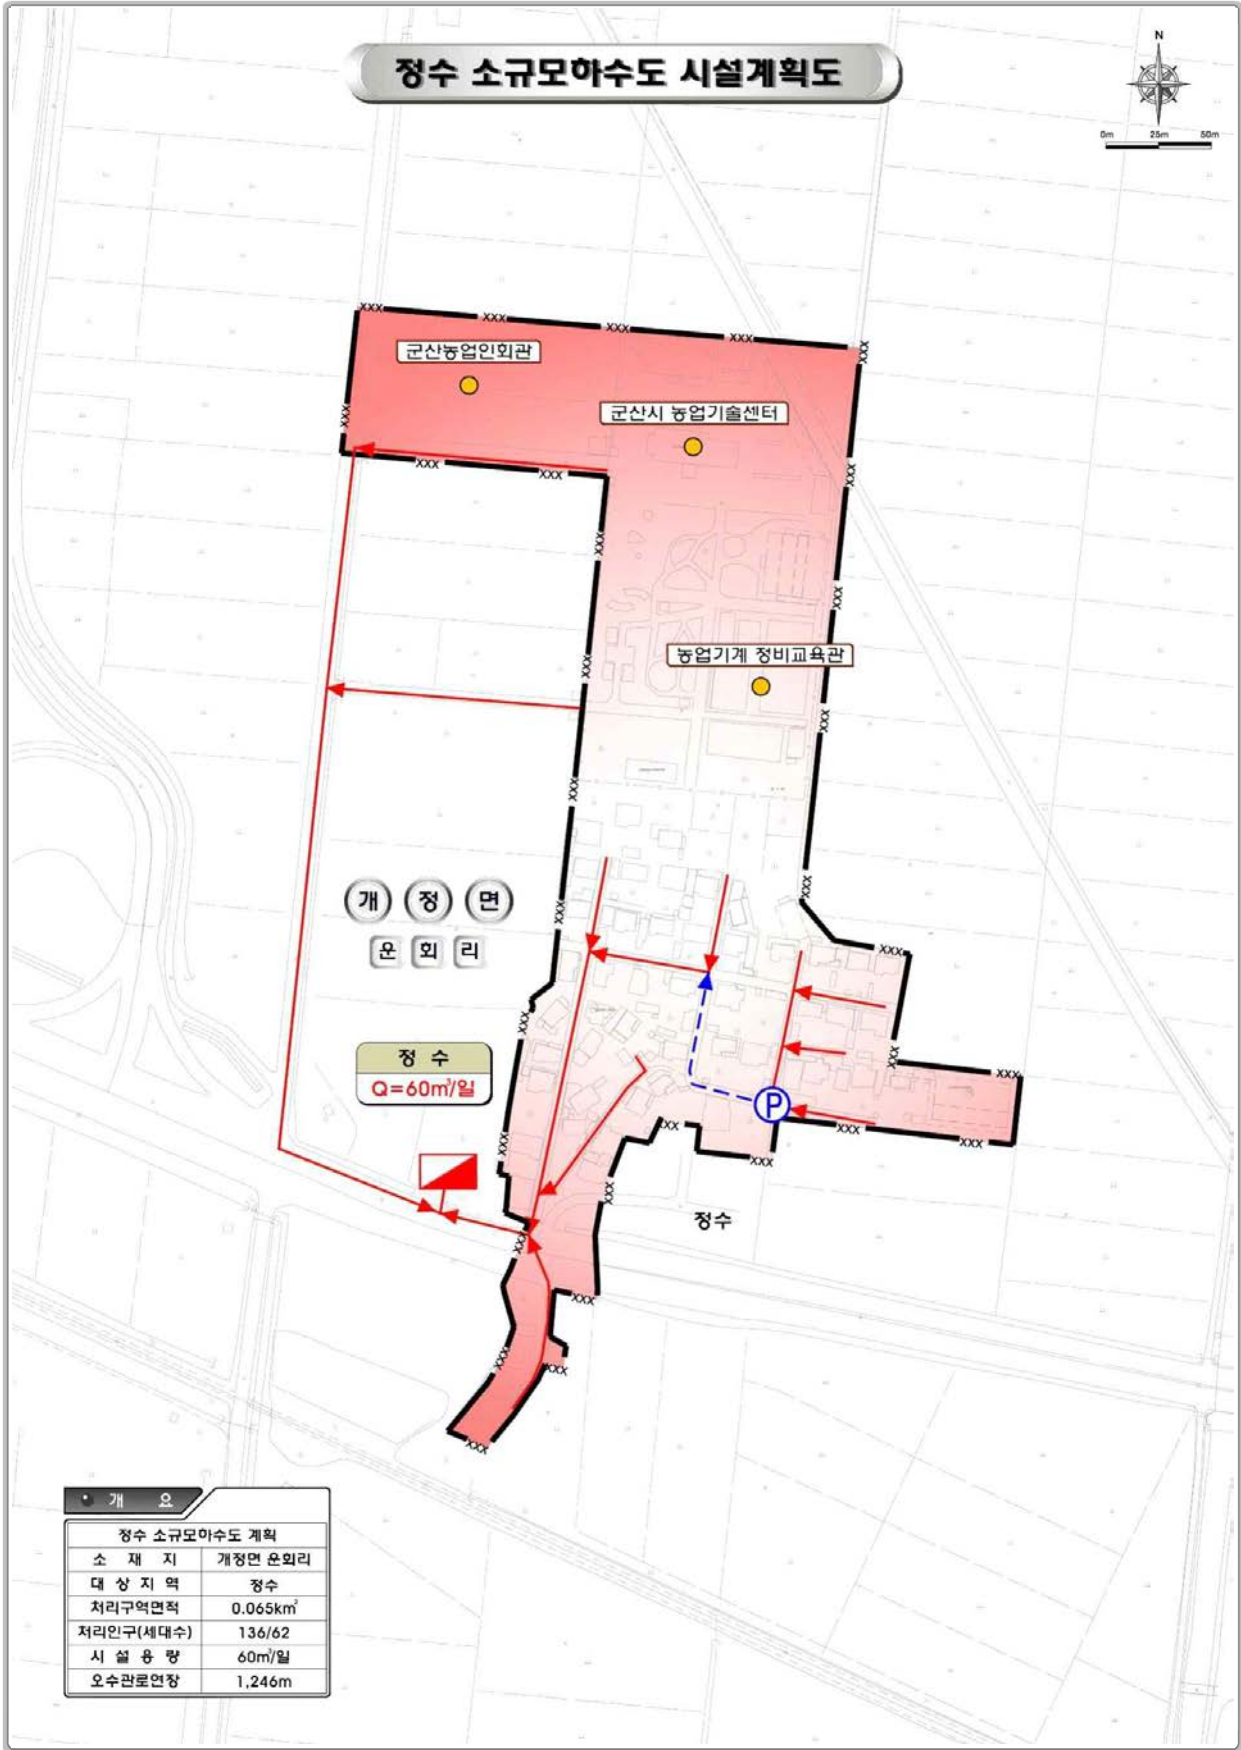 정수 소규모하수도 시설계획도
N
0m 25m 50m
군산농업인회관
군산시 농업기술센터
농업기계 정비교육관
개 정 면
운 회 리
정 수
Q=60㎥/일
P
정수
개 요
정수 소규모하수도 계획
소 재 지 개정면 운회리
대 상 지 역 정수
처리구역면적 0.065km²
처리인구(세대수) 136/62
시 설 용 량 60㎥/일
오수관로연장 1,246m